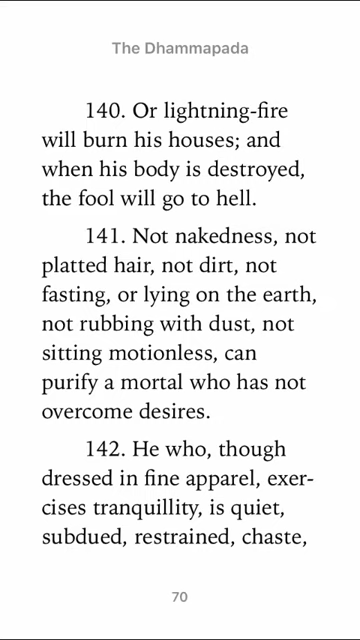 The Dhammapada
140. Or lightning-fire
will burn his houses; and
when his body is destroyed,
the fool will go to hell.
141. Not nakedness, not
platted hair, not dirt, not
fasting, or lying on the earth,
not rubbing with dust, not
sitting motionless, can
purify a mortal who has not
overcome desires.
142. He who, though
dressed in fine apparel, exer-
cises tranquillity, is quiet,
subdued, restrained, chaste,
70